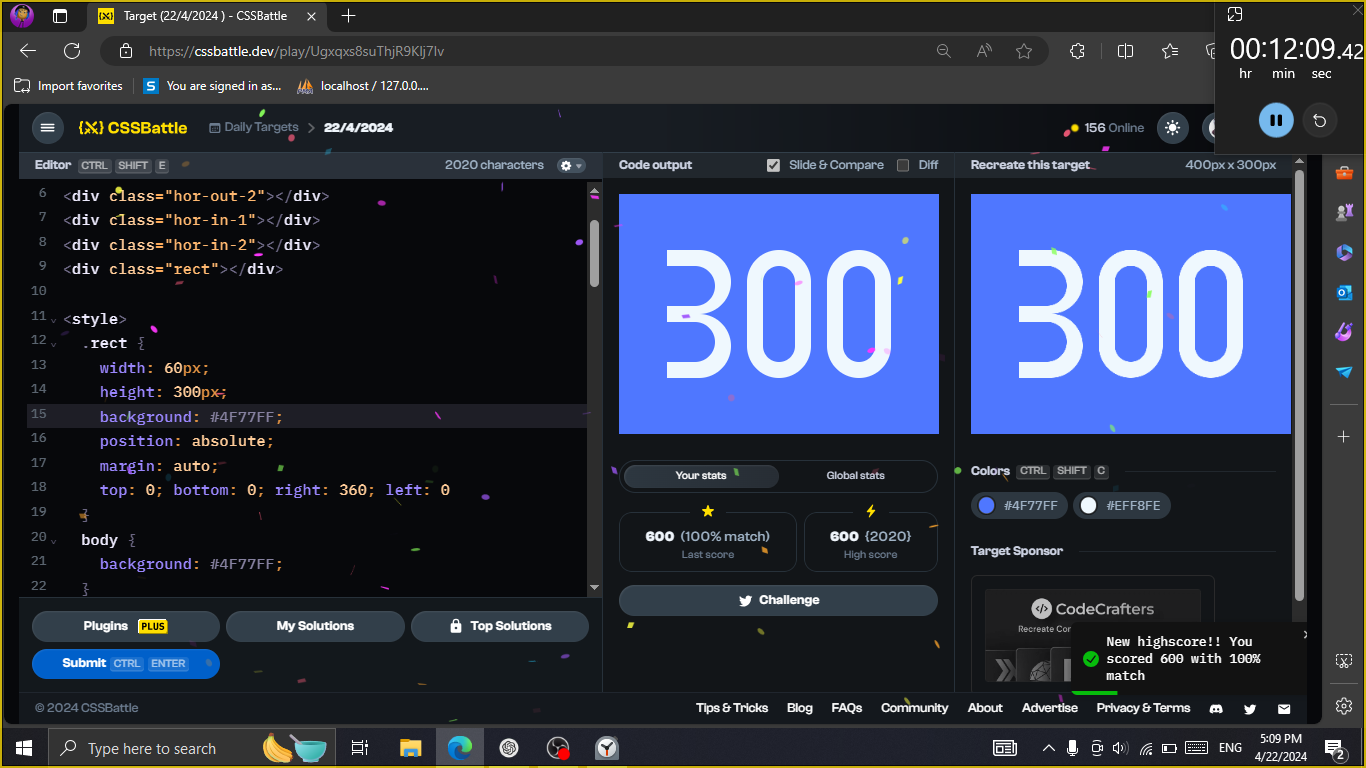 Target (22/4/2024 ) - CSSBattle
https://cssbattle.dev/play/Ugxqxs8suThjR9KIj7lv
00:12:09.42
hr min sec
Import favorites
S You are signed in as...
localhost / 127.0.0....
{X} CSSBattle
Daily Targets > 22/4/2024
156 Online
Editor CTRL SHIFT E
2020 characters
Code output
Slide & Compare
Diff
Recreate this target
400px x 300px
6 <div class="hor-out-2"></div>
7 <div class="hor-in-1"></div>
8 <div class="hor-in-2"></div>
9 <div class="rect"></div>
10
11 <style>
12 .rect {
13 width: 60px;
14 height: 300px;
15 background: #4F77FF;
16 position: absolute;
17 margin: auto;
18 top: 0; bottom: 0; right: 360; left: 0
19 }
20 body {
21 background: #4F77FF;
22 }
300
300
Your stats
Global stats
600 (100% match)
Last score
600 {2020}
High score
Challenge
Colors CTRL SHIFT C
#4F77FF
#EFF8FE
Target Sponsor
CodeCrafters
Recreate Con
New highscore!! You
scored 600 with 100%
match
Plugins PLUS
My Solutions
Top Solutions
Submit CTRL ENTER
© 2024 CSSBattle
Tips & Tricks
Blog
FAQs
Community
About
Advertise
Privacy & Terms
Type here to search
ENG
5:09 PM
4/22/2024
2